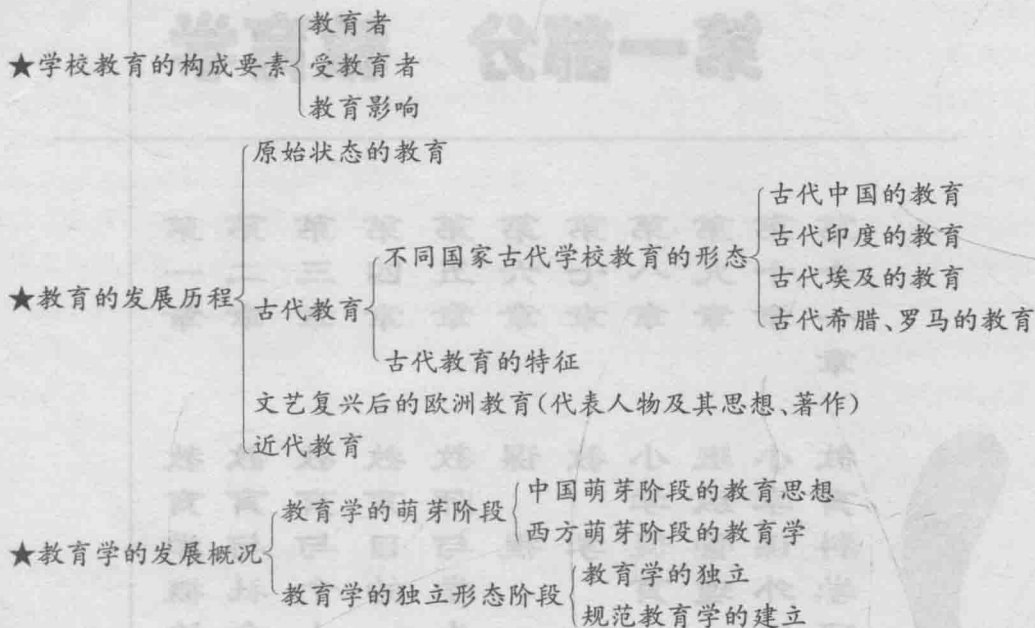 教育者
★学校教育的构成要素
受教育者
教育影响
原始状态的教育
古代中国的教育
不同国家古代学校教育的形态
古代印度的教育
古代埃及的教育
★教育的发展历程
古代教育
古代希腊、罗马的教育
古代教育的特征
文艺复兴后的欧洲教育(代表人物及其思想、著作)
近代教育
教育学的萌芽阶段
中国萌芽阶段的教育思想
西方萌芽阶段的教育学
★教育学的发展概况
教育学的独立形态阶段
教育学的独立
规范教育学的建立